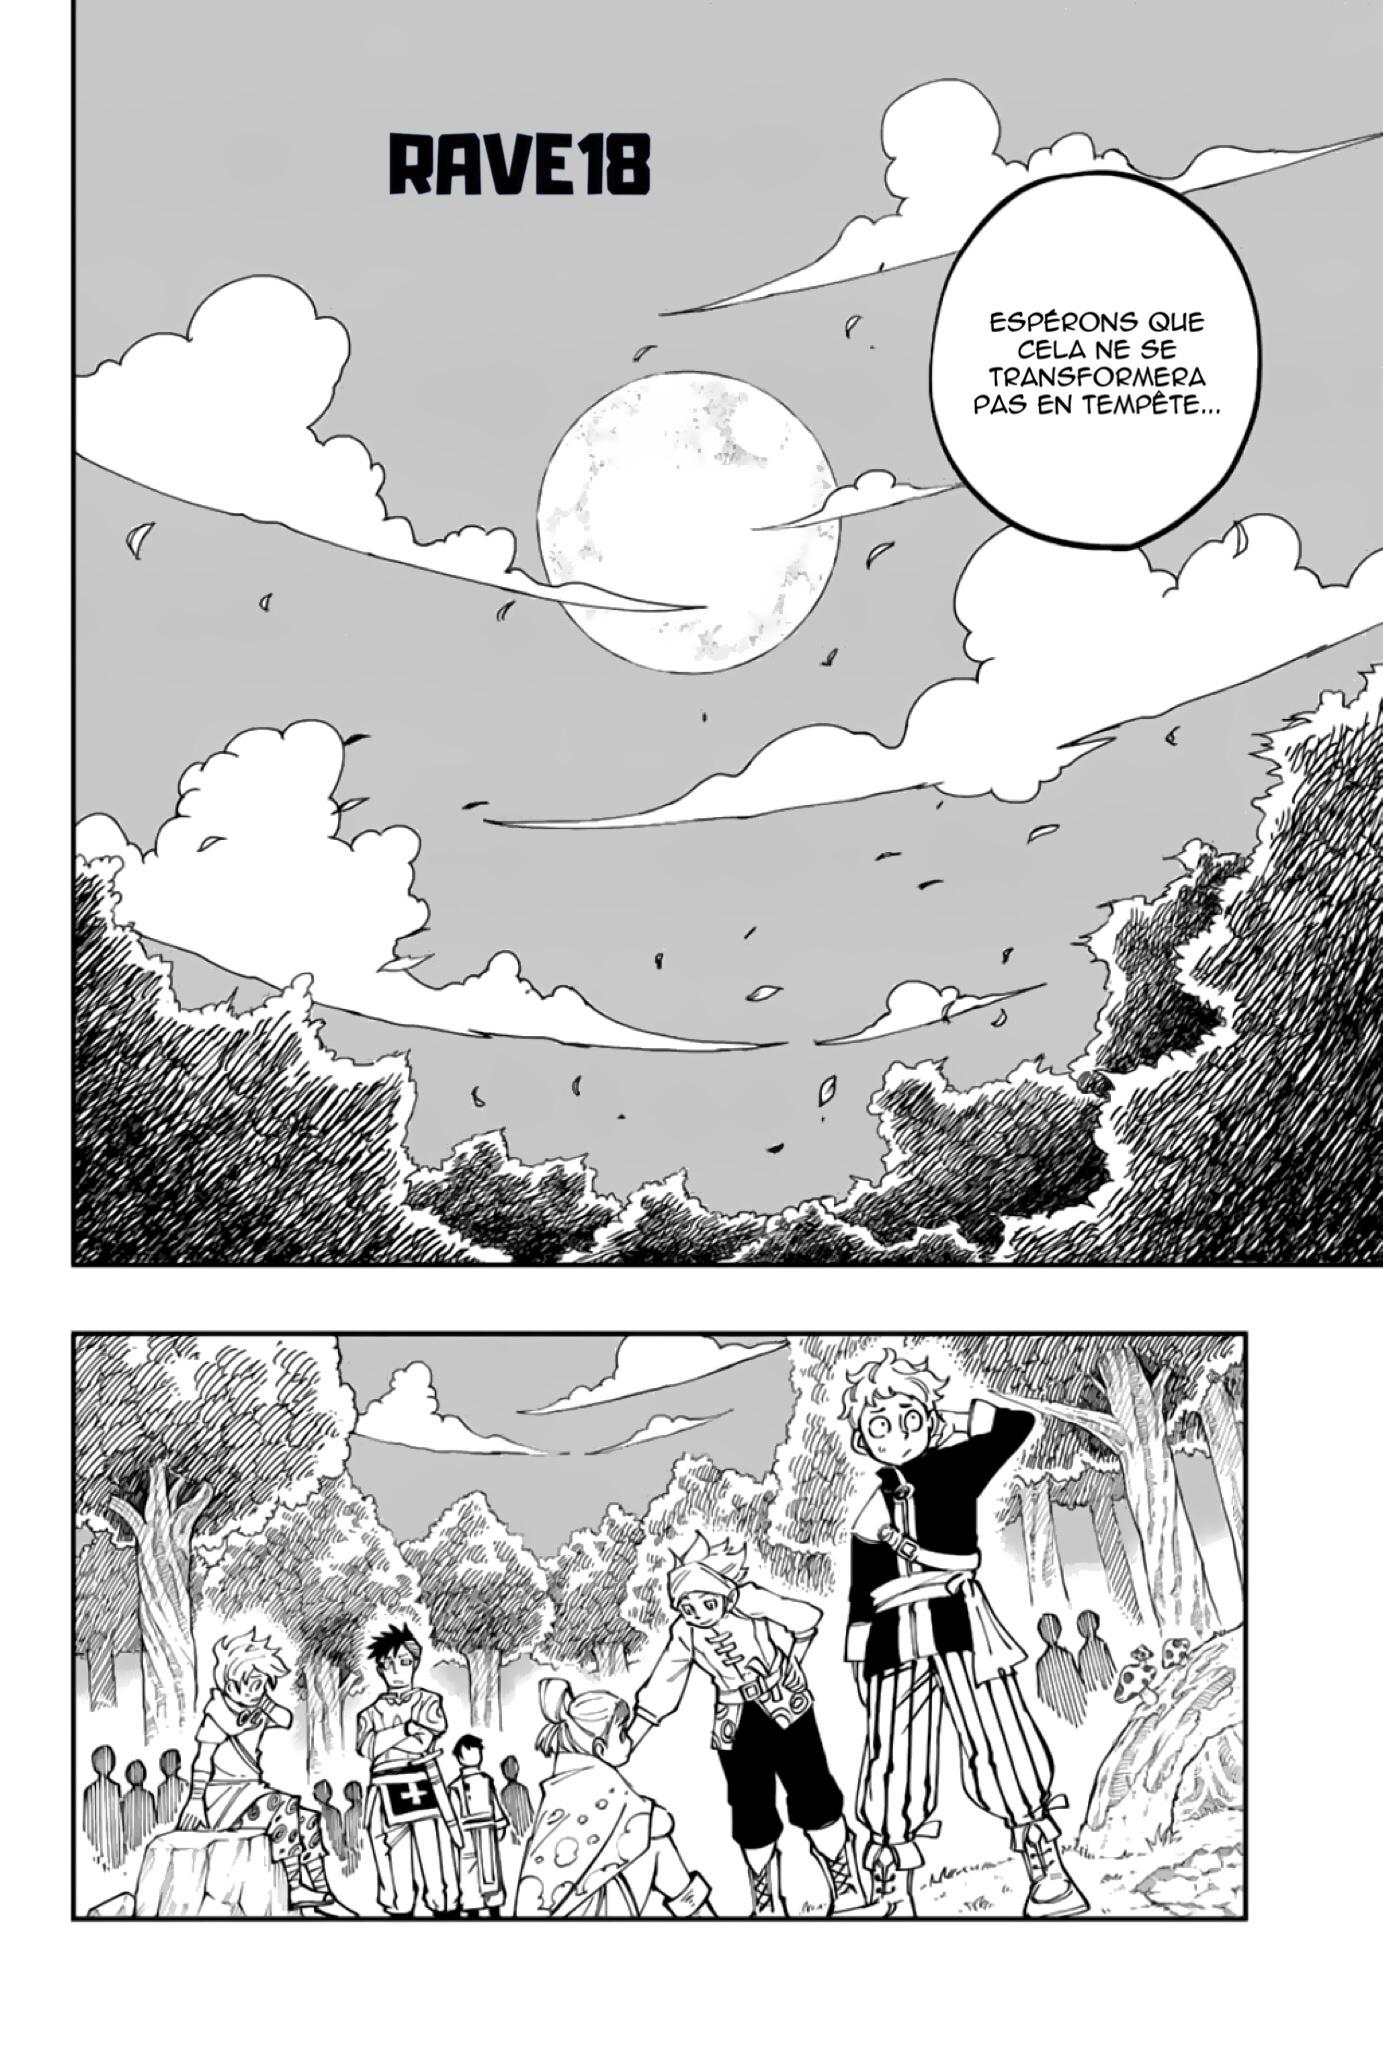 RAVE18
ESPÉRONS QUE
CELA NE SE
TRANSFORMERA
PAS EN TEMPÊTE...